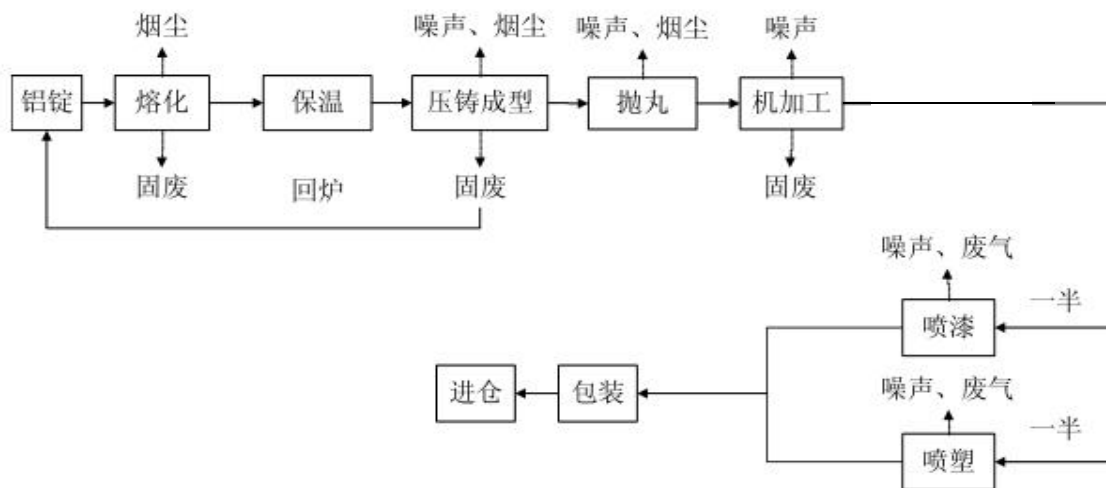 烟尘
噪声、烟尘
噪声、烟尘
噪声
铝锭
熔化
保温
压铸成型
抛丸
机加工
固废
回炉
固废
固废
噪声、废气
一半
喷漆
进仓
包装
噪声、废气
一半
喷塑